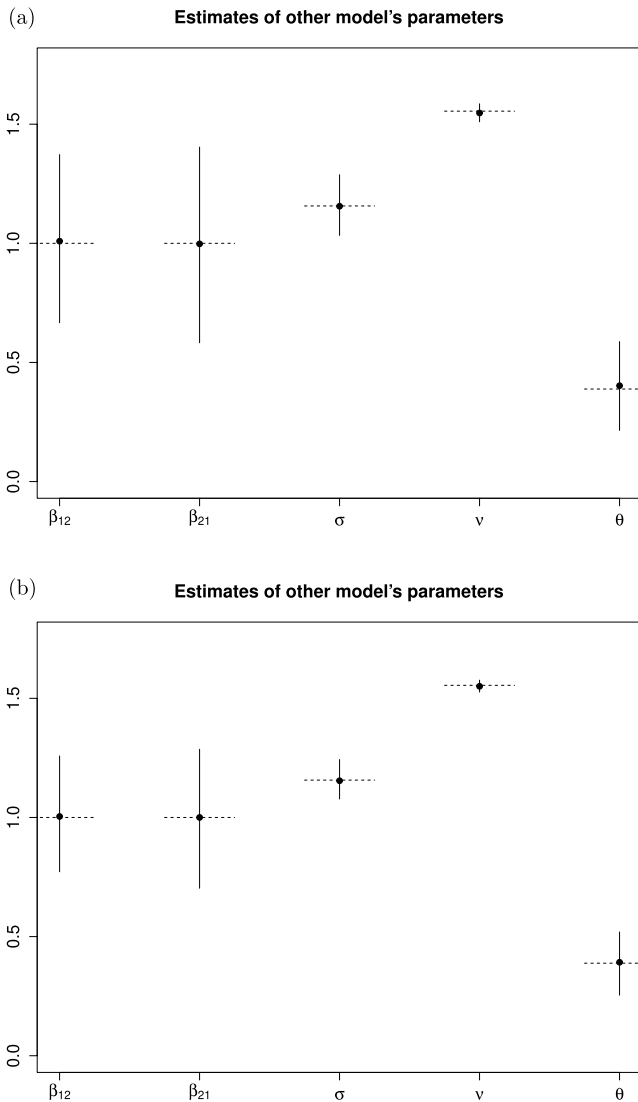 (a)
Estimates of other model's parameters
1.5
1.0
0.5
0.0
β12 β21 σ ν θ
(b)
Estimates of other model's parameters
1.5
1.0
0.5
0.0
β12 β21 σ ν θ